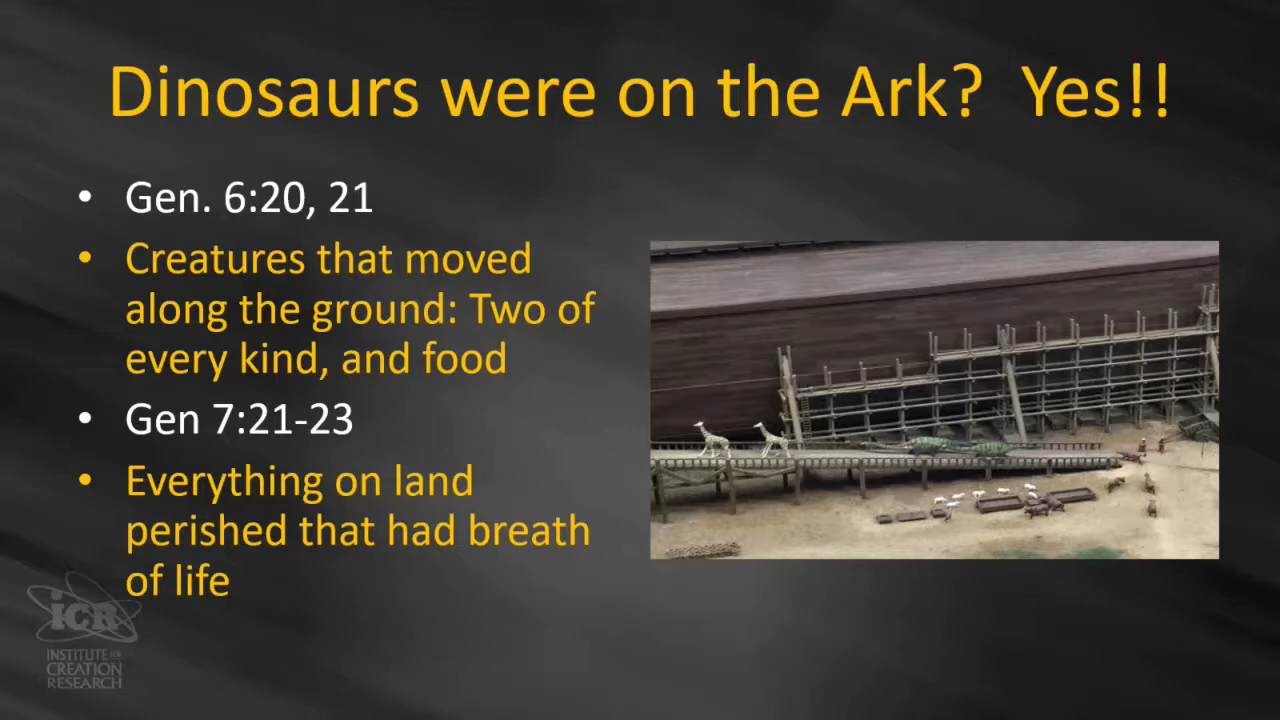 Dinosaurs were on the Ark? Yes!!
• Gen. 6:20, 21
• Creatures that moved
along the ground: Two of
every kind, and food
• Gen 7:21-23
• Everything on land
perished that had breath
of life
iCR
INSTITUTE for
CREATION
RESEARCH